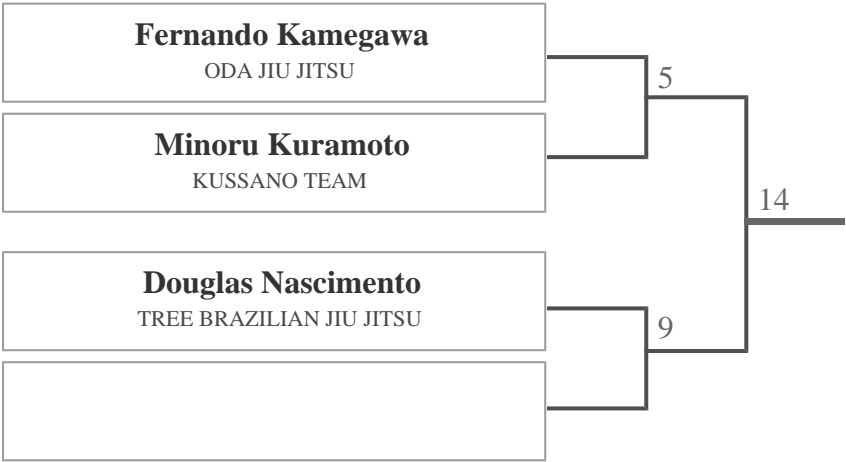 Fernando Kamegawa
ODA JIU JITSU
5
Minoru Kuramoto
KUSSANO TEAM
14
Douglas Nascimento
TREE BRAZILIAN JIU JITSU
9